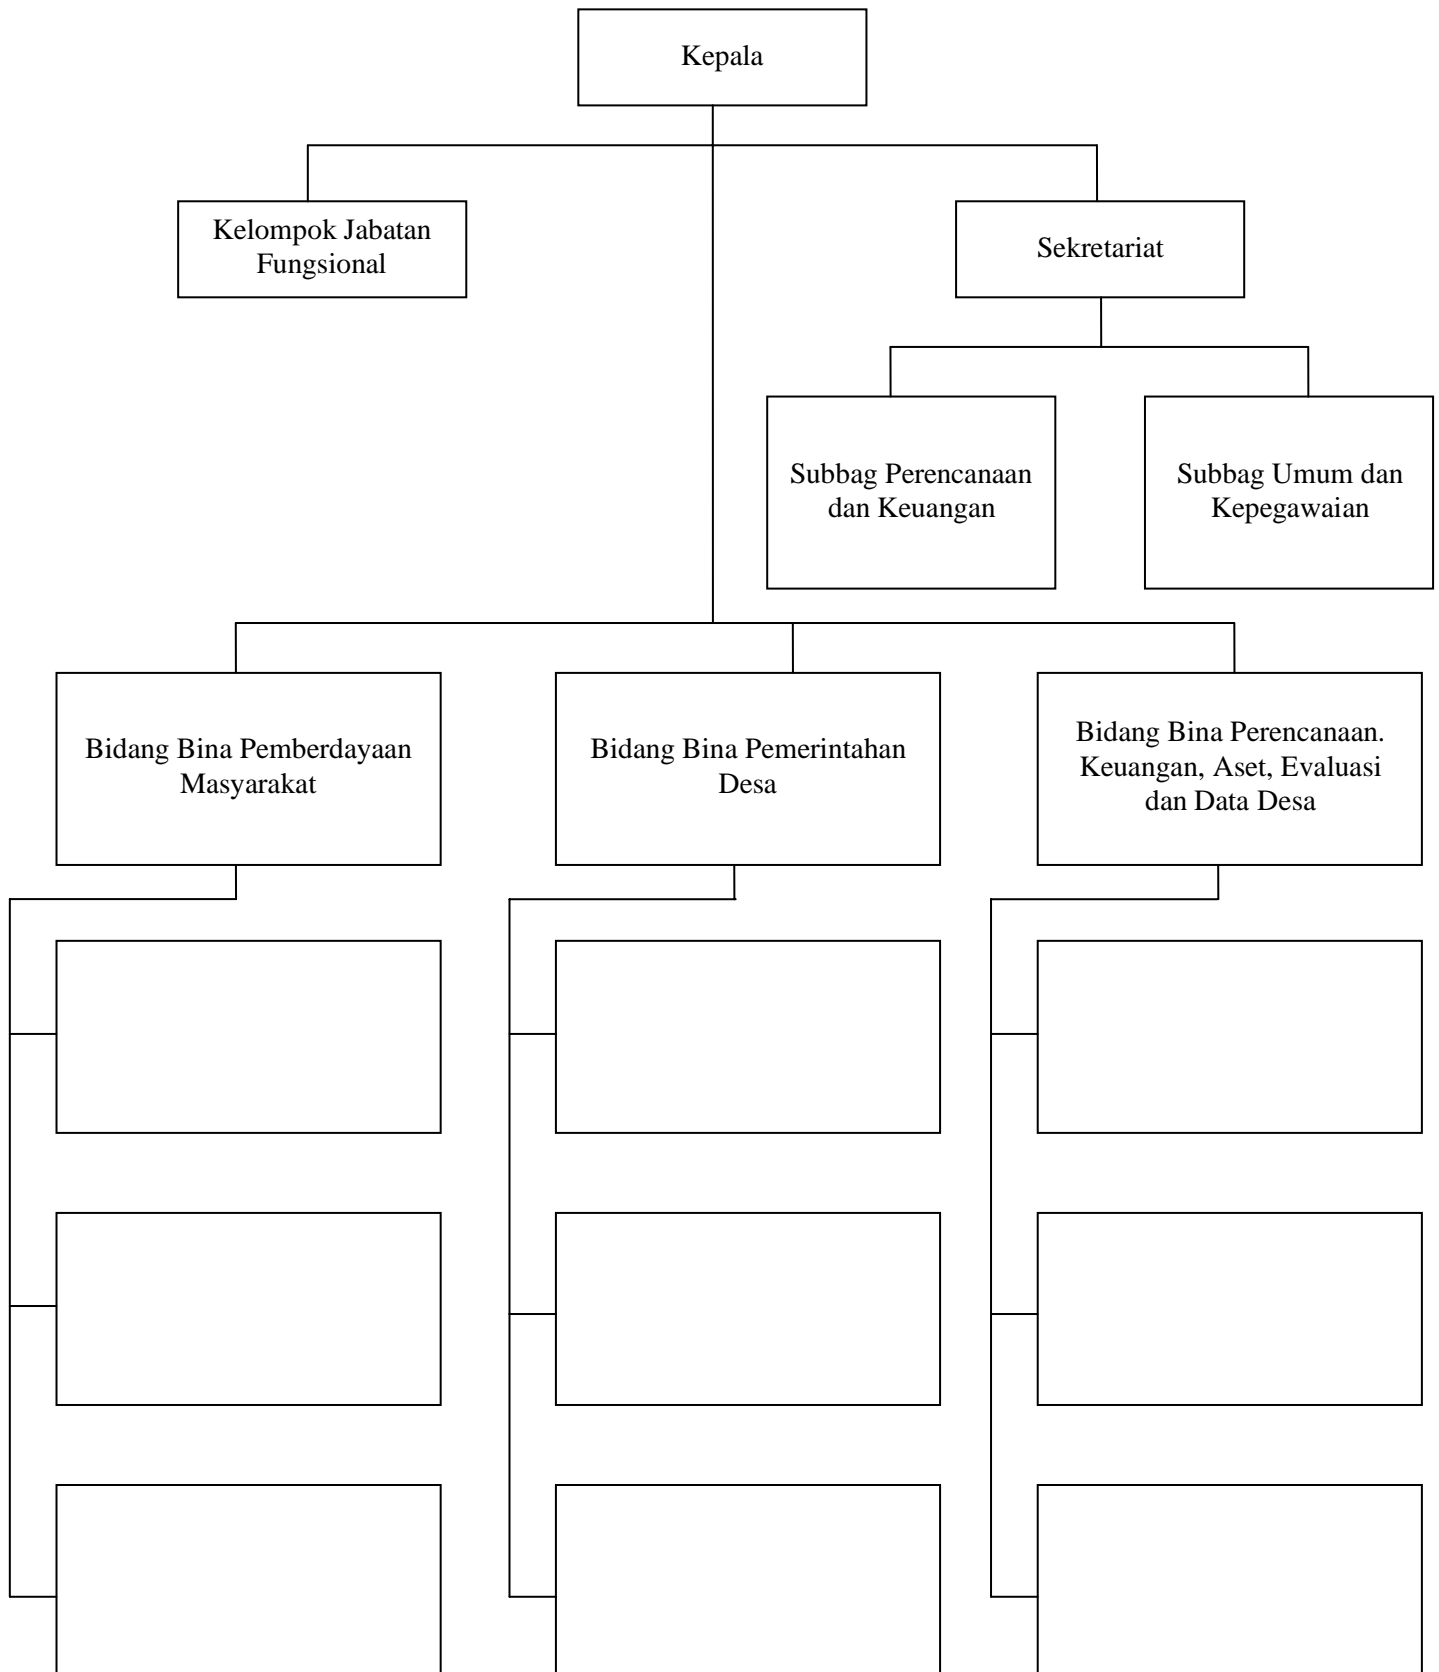 Kepala
Kelompok Jabatan
Fungsional
Sekretariat
Subbag Perencanaan
dan Keuangan
Subbag Umum dan
Kepegawaian
Bidang Bina Pemberdayaan
Masyarakat
Bidang Bina Pemerintahan
Desa
Bidang Bina Perencanaan.
Keuangan, Aset, Evaluasi
dan Data Desa